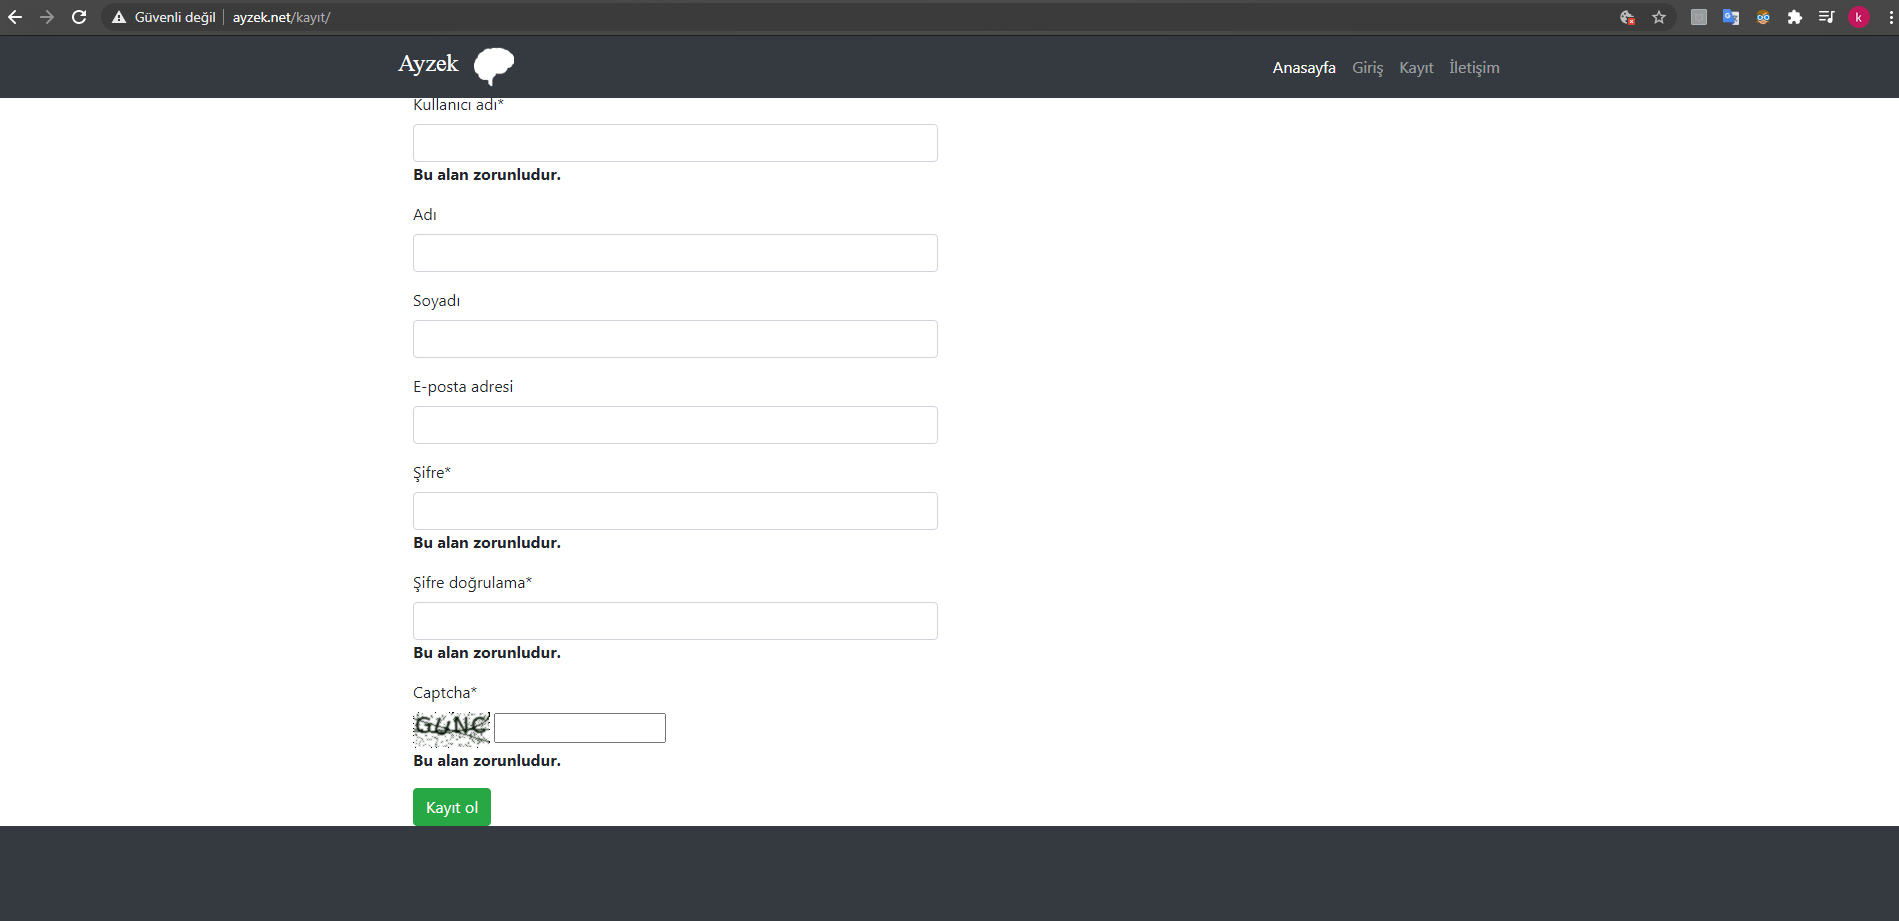 Güvenli değil ayzek.net/kayıt/
k
Ayzek
Anasayfa Giriş Kayıt İletişim
Kullanıcı adı*
Bu alan zorunludur.
Adı
Soyadı
E-posta adresi
Şifre*
Bu alan zorunludur.
Şifre doğrulama*
Bu alan zorunludur.
Captcha*
Bu alan zorunludur.
Kayıt ol